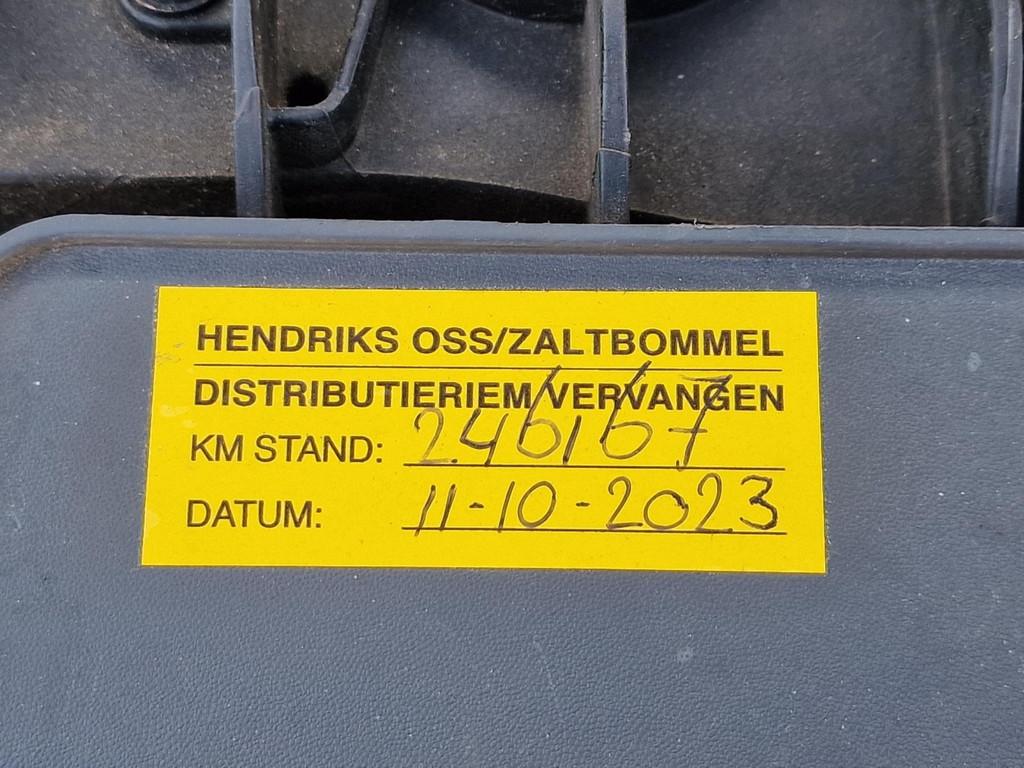 HENDRIKS OSS/ZALTBOMMEL
DISTRIBUTIERIEM VERVANGEN
KM STAND: 246167
DATUM: 11-10-2023